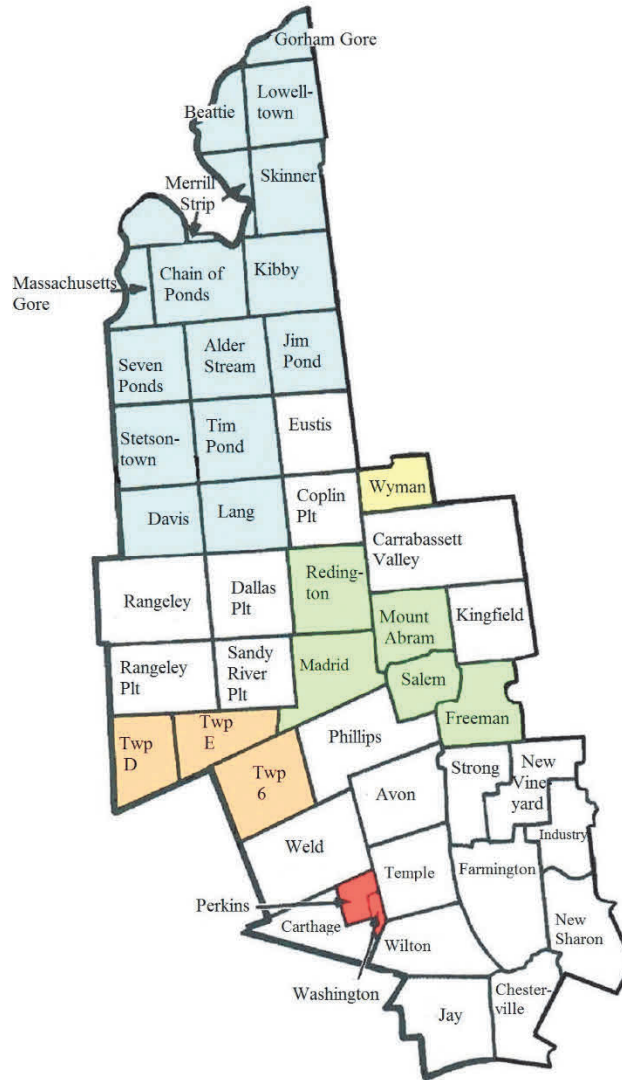 Gorham Gore
Lowell-
town
Beattie
Skinner
Merrill
Strip
Massachusetts
Gore
Chain of
Ponds
Kibby
Seven
Ponds
Alder
Stream
Jim
Pond
Stetson-
town
Tim
Pond
Eustis
Wyman
Davis
Lang
Coplin
Plt
Carrabassett
Valley
Rangeley
Dallas
Plt
Reding-
ton
Mount
Abram
Kingfield
Rangeley
Plt
Sandy
River
Plt
Madrid
Salem
Freeman
Twp
D
Twp
E
Twp
6
Phillips
Strong
New
Vine-
yard
Avon
Industry
Weld
Temple
Farmington
Perkins
Carthage
Wilton
New
Sharon
Washington
Jay
Chester-
ville